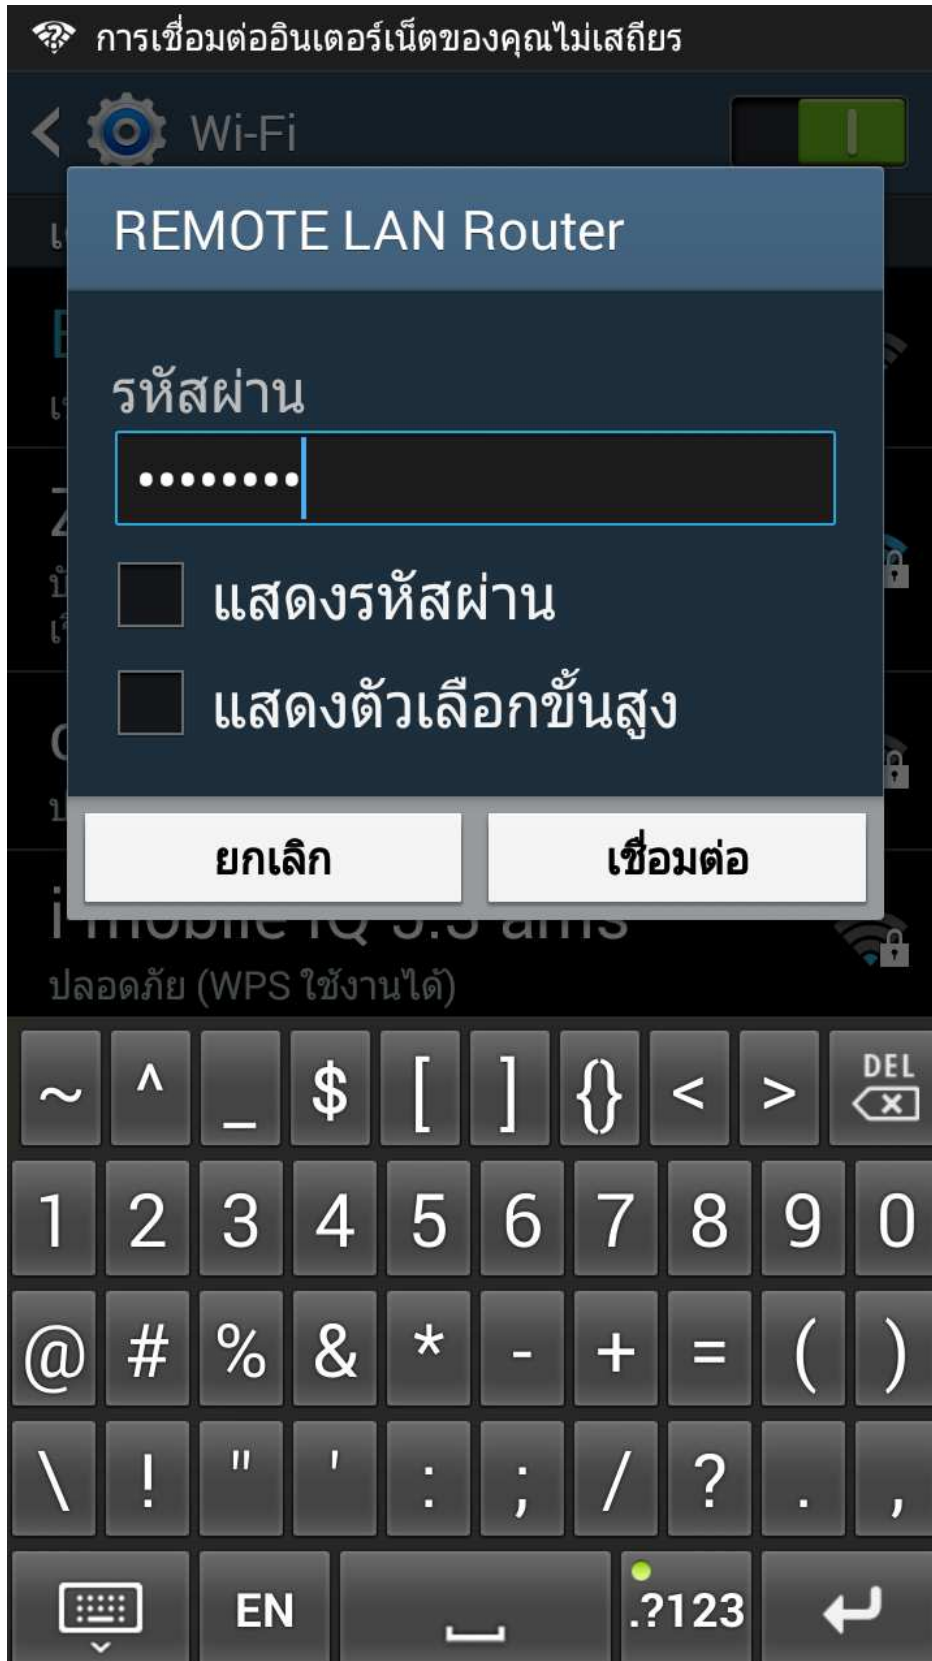 การเชื่อมต่ออินเตอร์เน็ตของคุณไม่เสถียร
Wi-Fi
REMOTE LAN Router
รหัสผ่าน
••••••••
แสดงรหัสผ่าน
แสดงตัวเลือกขั้นสูง
ยกเลิก เชื่อมต่อ
ปลอดภัย (WPS ใช้งานได้)
~ ^ _ $ [ ] {} < > DEL
1 2 3 4 5 6 7 8 9 0
@ # % & * - + = ( )
\ ! " ' : ; / ? . ,
EN .?123